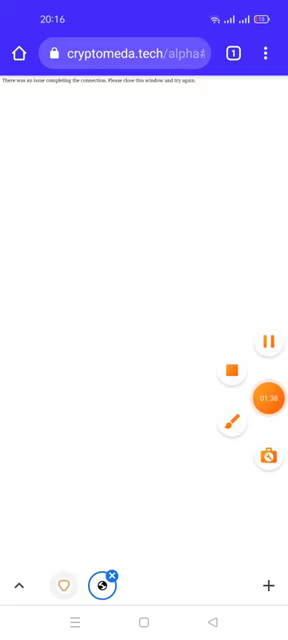 20:16
18
cryptomeda.tech/alpha#
1
There was an issue completing the connection. Please close this window and try again.
01:38